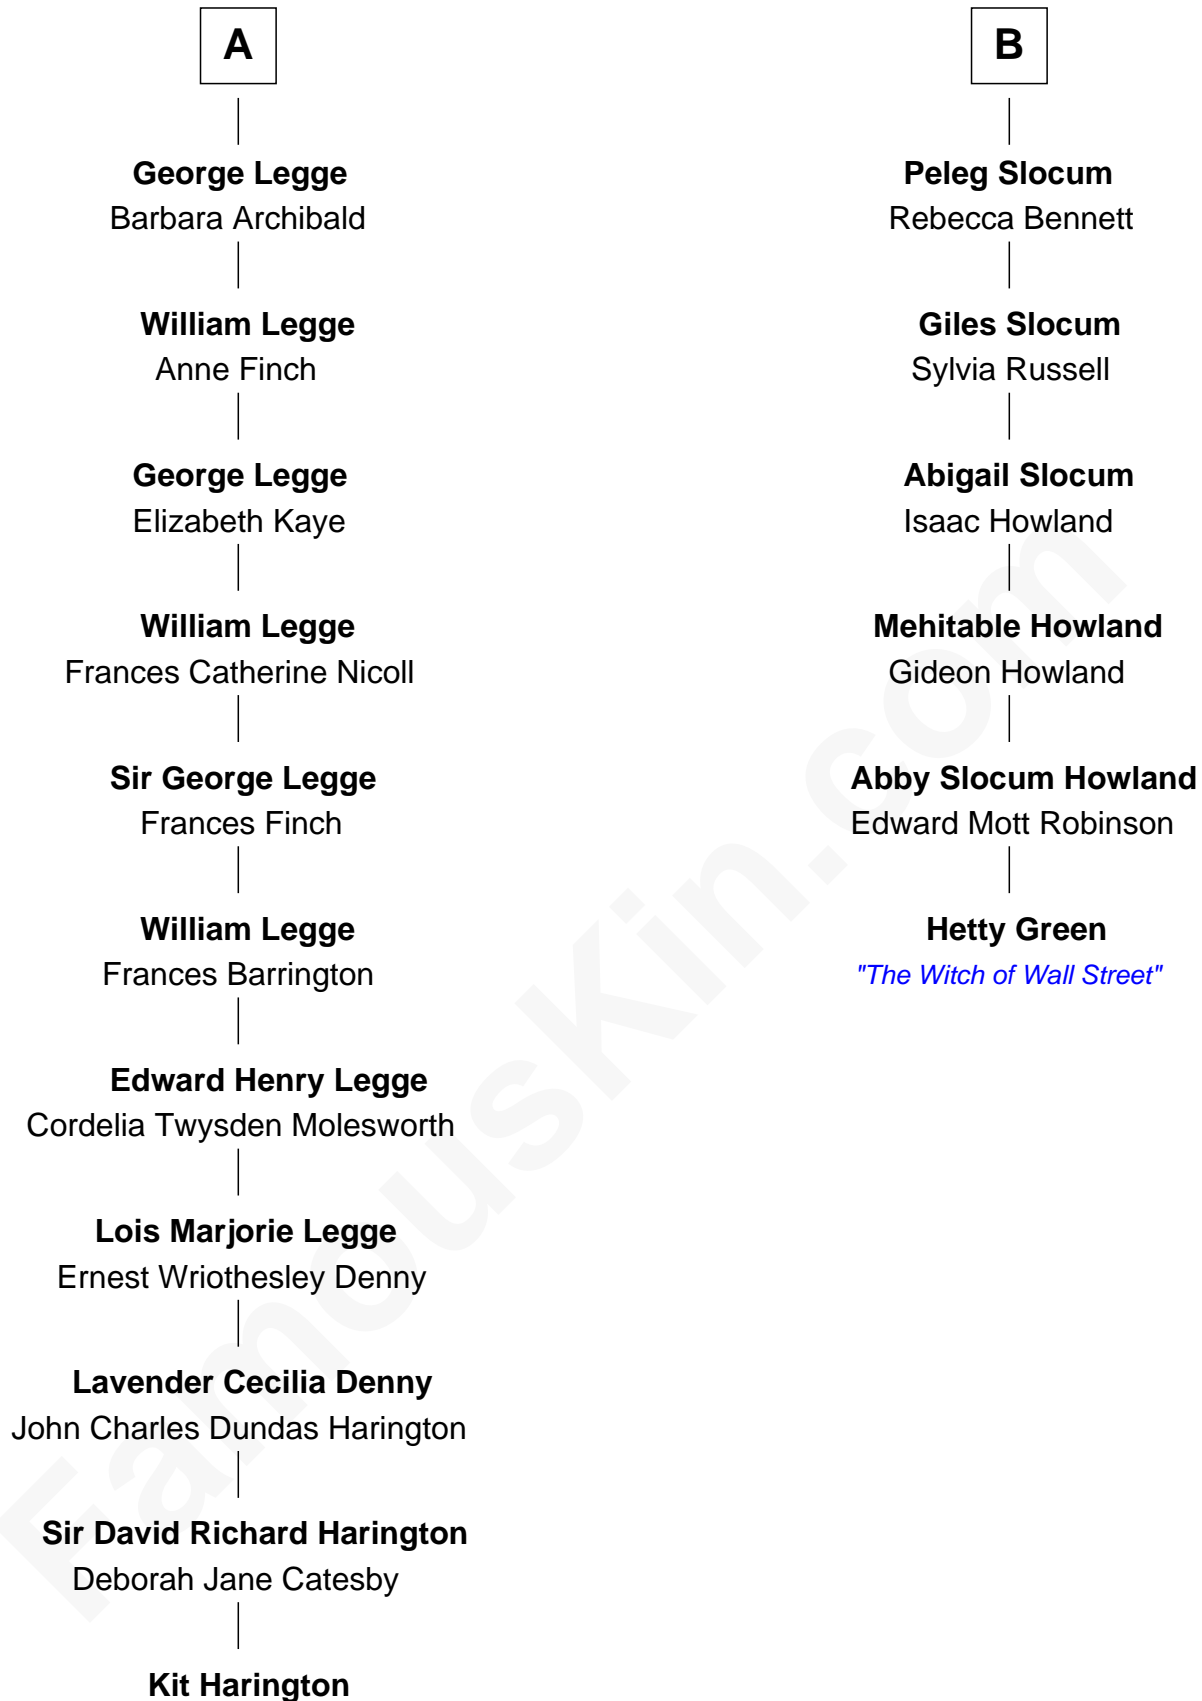 A
George Legge
Barbara Archibald
William Legge
Anne Finch
George Legge
Elizabeth Kaye
William Legge
Frances Catherine Nicoll
Sir George Legge
Frances Finch
William Legge
Frances Barrington
Edward Henry Legge
Cordelia Twysden Molesworth
Lois Marjorie Legge
Ernest Wriothesley Denny
Lavender Cecilia Denny
John Charles Dundas Harington
Sir David Richard Harington
Deborah Jane Catesby
Kit Harington
B
Peleg Slocum
Rebecca Bennett
Giles Slocum
Sylvia Russell
Abigail Slocum
Isaac Howland
Mehitable Howland
Gideon Howland
Abby Slocum Howland
Edward Mott Robinson
Hetty Green
"The Witch of Wall Street"
FamousKin.com